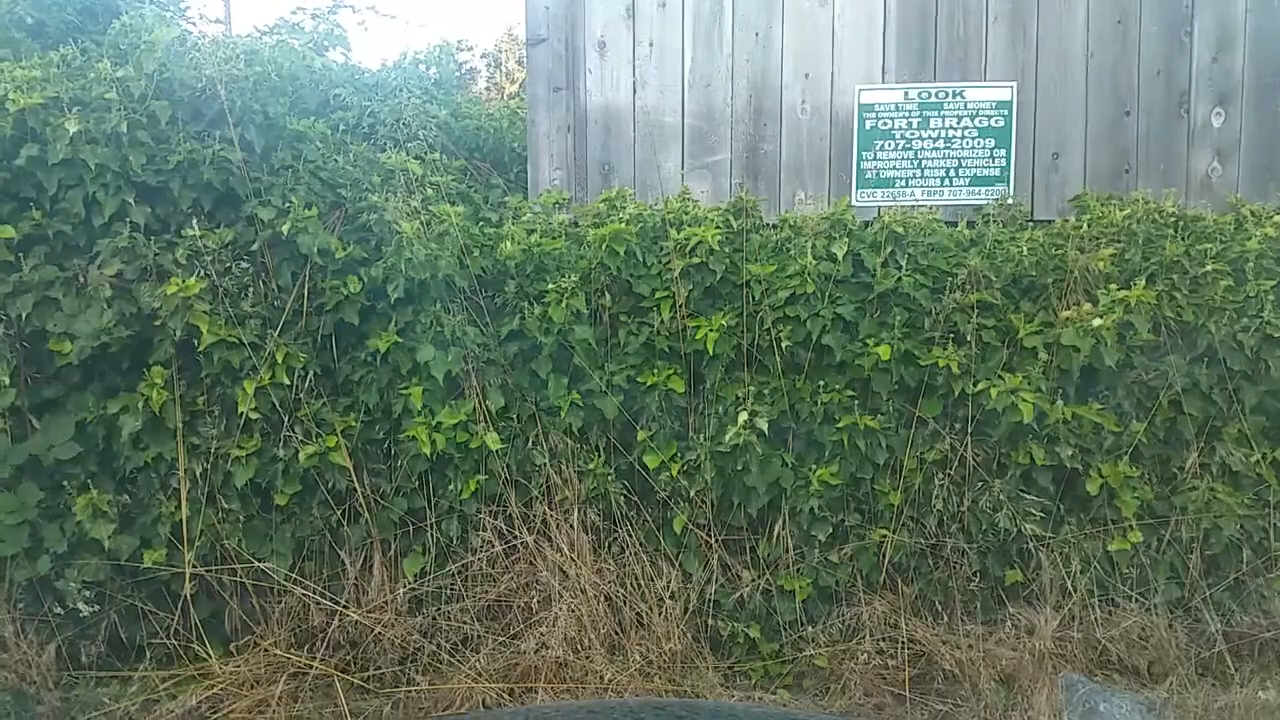 LOOK
SAVE TIME SAVE MONEY
THE OWNER'S OF THIS PROPERTY DIRECTS
FORT BRAGG
TOWING
707-964-2009
TO REMOVE UNAUTHORIZED OR
IMPROPERLY PARKED VEHICLES
AT OWNER'S RISK & EXPENSE
24 HOURS A DAY
CVC 22658-A FBPD 707-964-0200